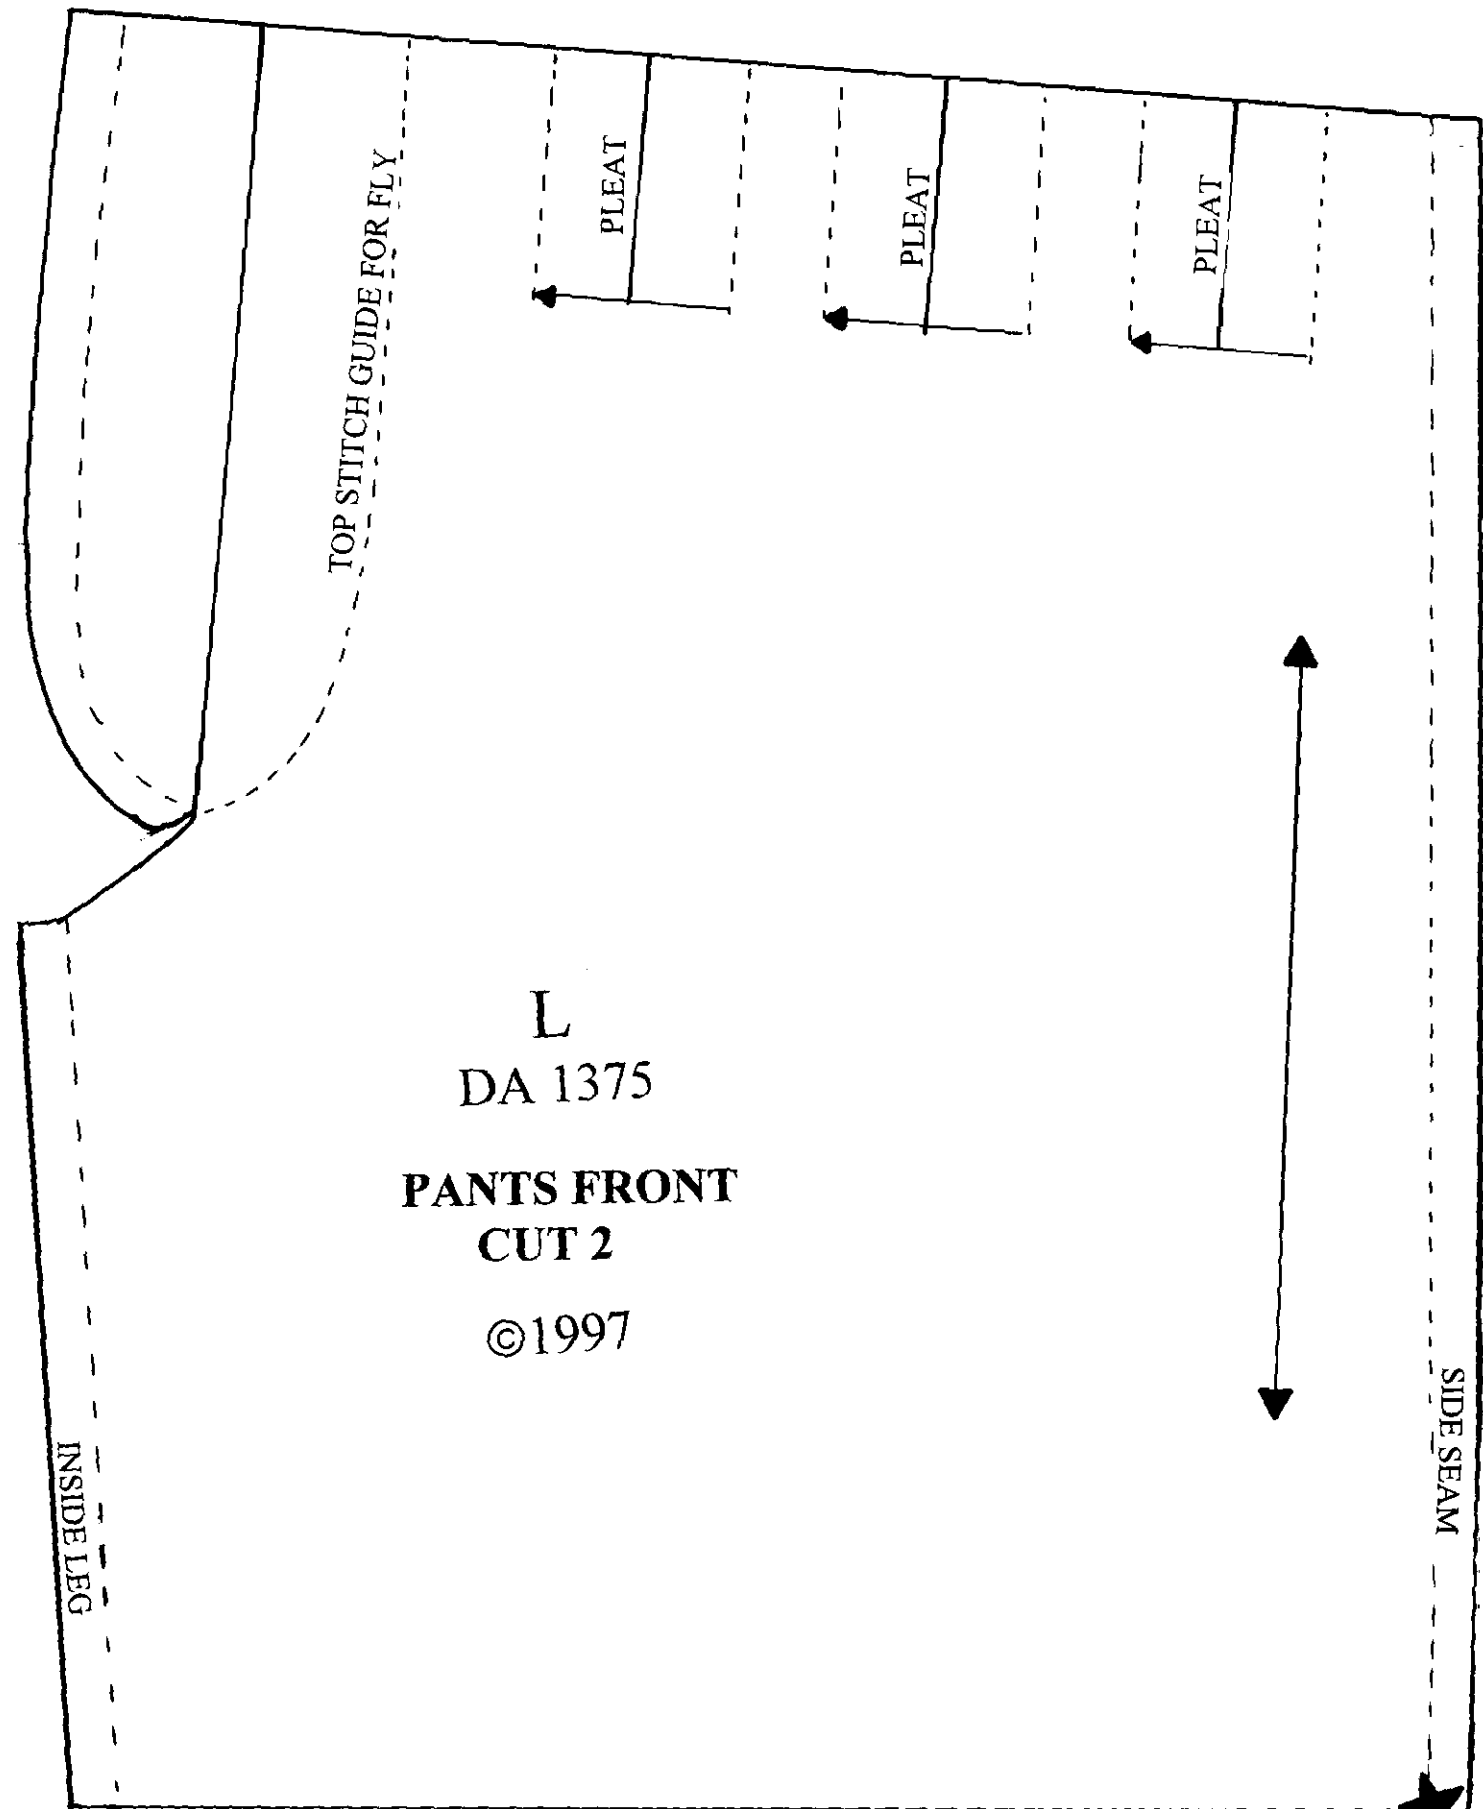 PLEAT
PLEAT
PLEAT
TOP STITCH GUIDE FOR FLY
L
DA 1375
PANTS FRONT
CUT 2
©1997
SIDE SEAM
INSIDE LEG